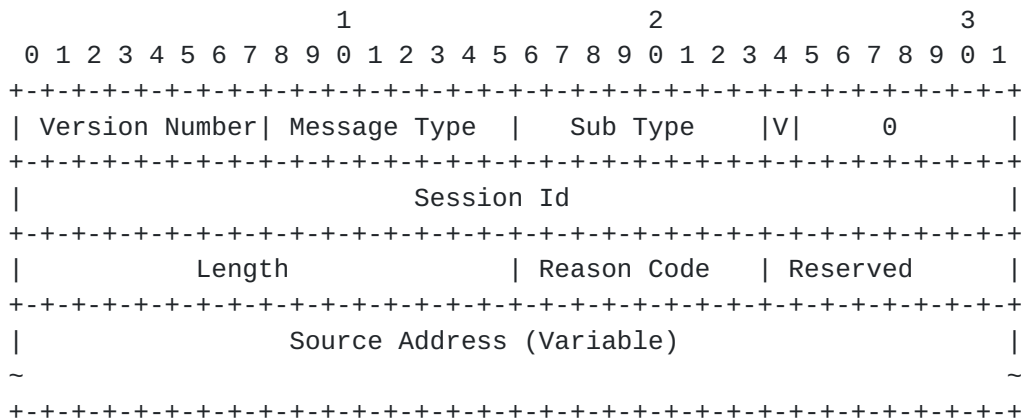 1                   2                   3
 0 1 2 3 4 5 6 7 8 9 0 1 2 3 4 5 6 7 8 9 0 1 2 3 4 5 6 7 8 9 0 1
+-+-+-+-+-+-+-+-+-+-+-+-+-+-+-+-+-+-+-+-+-+-+-+-+-+-+-+-+-+-+-+-+
| Version Number| Message Type  |   Sub Type    |V|     0       |
+-+-+-+-+-+-+-+-+-+-+-+-+-+-+-+-+-+-+-+-+-+-+-+-+-+-+-+-+-+-+-+-+
|                         Session Id                            |
+-+-+-+-+-+-+-+-+-+-+-+-+-+-+-+-+-+-+-+-+-+-+-+-+-+-+-+-+-+-+-+-+
|           Length              | Reason Code   | Reserved      |
+-+-+-+-+-+-+-+-+-+-+-+-+-+-+-+-+-+-+-+-+-+-+-+-+-+-+-+-+-+-+-+-+
|                 Source Address (Variable)                     |
~                                                               ~
+-+-+-+-+-+-+-+-+-+-+-+-+-+-+-+-+-+-+-+-+-+-+-+-+-+-+-+-+-+-+-+-+